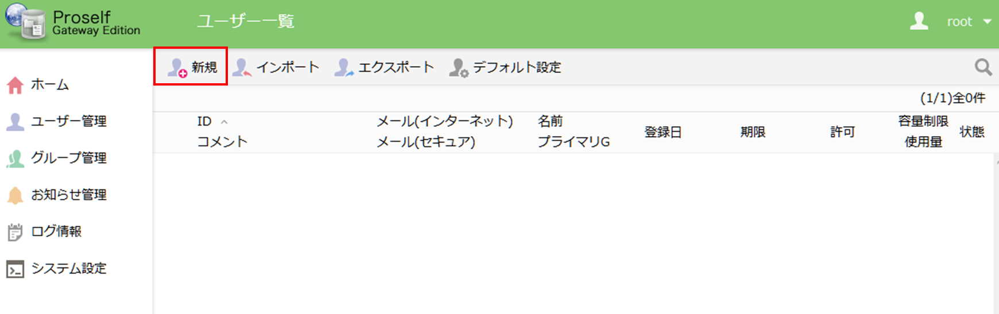 Proself
Gateway Edition
ユーザー一覧
root
新規
インポート
エクスポート
デフォルト設定
ホーム
ユーザー管理
グループ管理
お知らせ管理
ログ情報
システム設定
(1/1)全0件
ID
コメント
メール(インターネット)
メール(セキュア)
名前
プライマリG
登録日
期限
許可
容量制限
使用量
状態